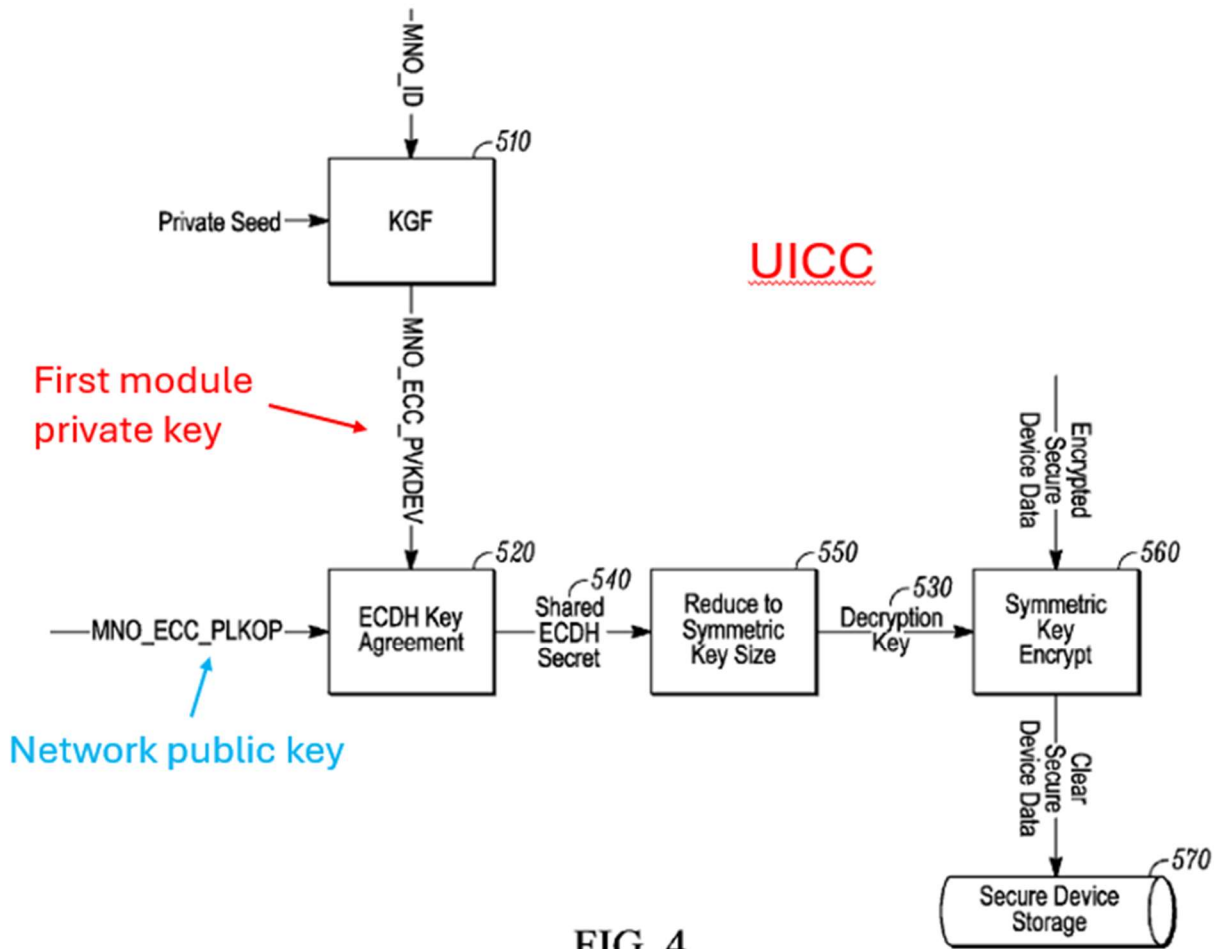 MNO_ID
510
Private Seed
KGF
UICC
First module
private key
MNO_ECC_PVKDEV
Encrypted
Secure
Device Data
520
540
550
530
560
MNO_ECC_PLKOP
ECDH Key
Agreement
Shared
ECDH
Secret
Reduce to
Symmetric
Key Size
Decryption
Key
Symmetric
Key
Encrypt
Network public key
Clear
Secure
Device Data
570
Secure Device
Storage
FIG. 4